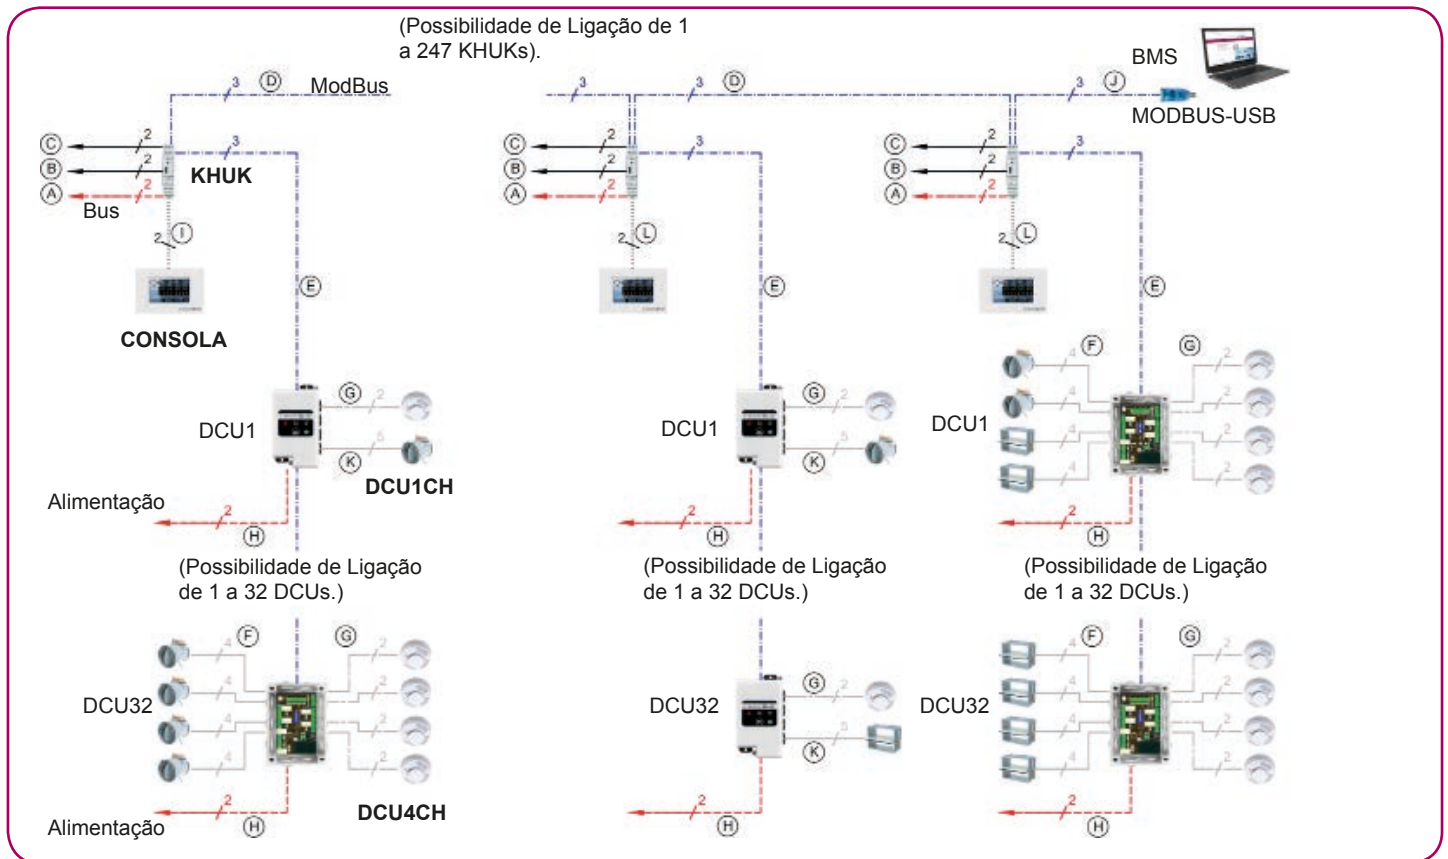 (Possibilidade de Ligação de 1
a 247 KHUKs).
BMS
3 D ModBus
3
3 D
3 J
MODBUS-USB
C 2
3
B 2
KHUK
A 2
Bus
C 2
3
B 2
A 2
C 2
3
B 2
A 2
2 I
2 L
2 L
E
E
E
CONSOLA
DCU1
G 2
K 5
DCU1CH
DCU1
G 2
K 5
DCU1
4 F
G 2
4
2
4
2
4
2
Alimentação
2
H
2
H
2
H
(Possibilidade de Ligação
de 1 a 32 DCUs.)
(Possibilidade de Ligação
de 1 a 32 DCUs.)
(Possibilidade de Ligação
de 1 a 32 DCUs.)
DCU32
4 F
G 2
4
2
4
2
4
2
DCU4CH
DCU32
G 2
K 5
DCU32
4 F
G 2
4
2
4
2
4
2
Alimentação
2
H
2
H
2
H